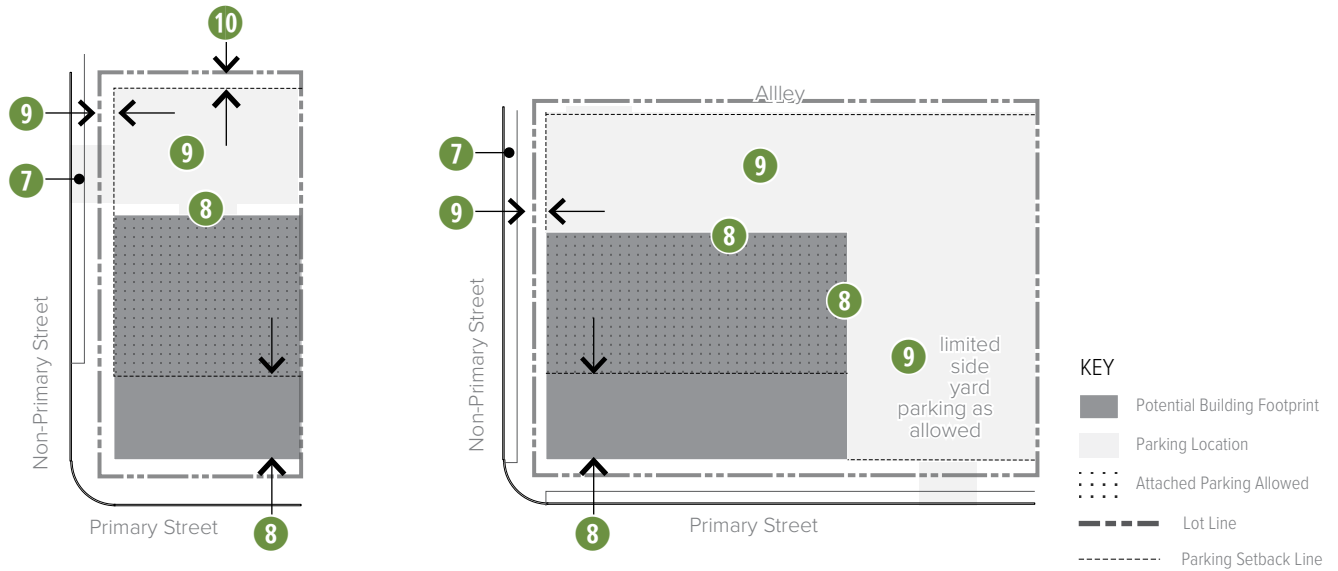 10
9
9
7
8
Non-Primary Street
8
Primary Street
Allley
7
9
9
8
8
9
limited
side
yard
parking as
allowed
Non-Primary Street
8
Primary Street
KEY
Potential Building Footprint
Parking Location
Attached Parking Allowed
Lot Line
Parking Setback Line